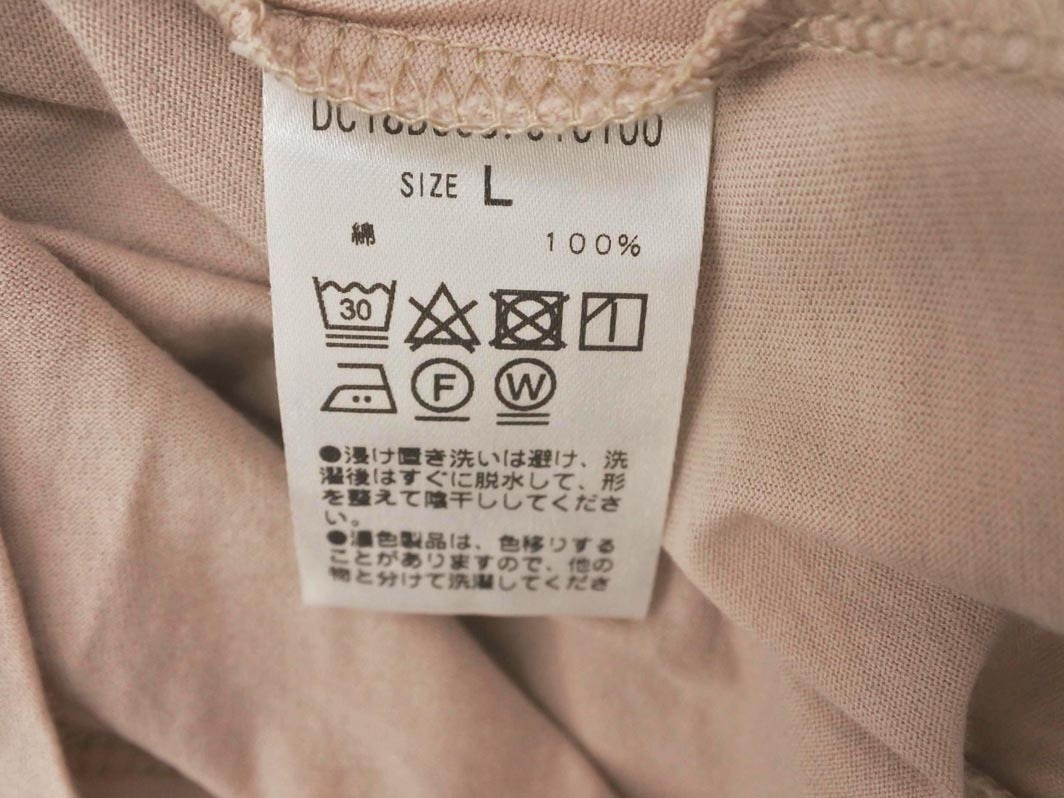 SIZE L
綿 100%
30
F W
●浸け置き洗いは避け、洗
濯後はすぐに脱水して、形
を整えて陰干ししてくださ
い。
●濃色製品は、色移りする
ことがありますので、他の
物と分けて洗濯してくださ